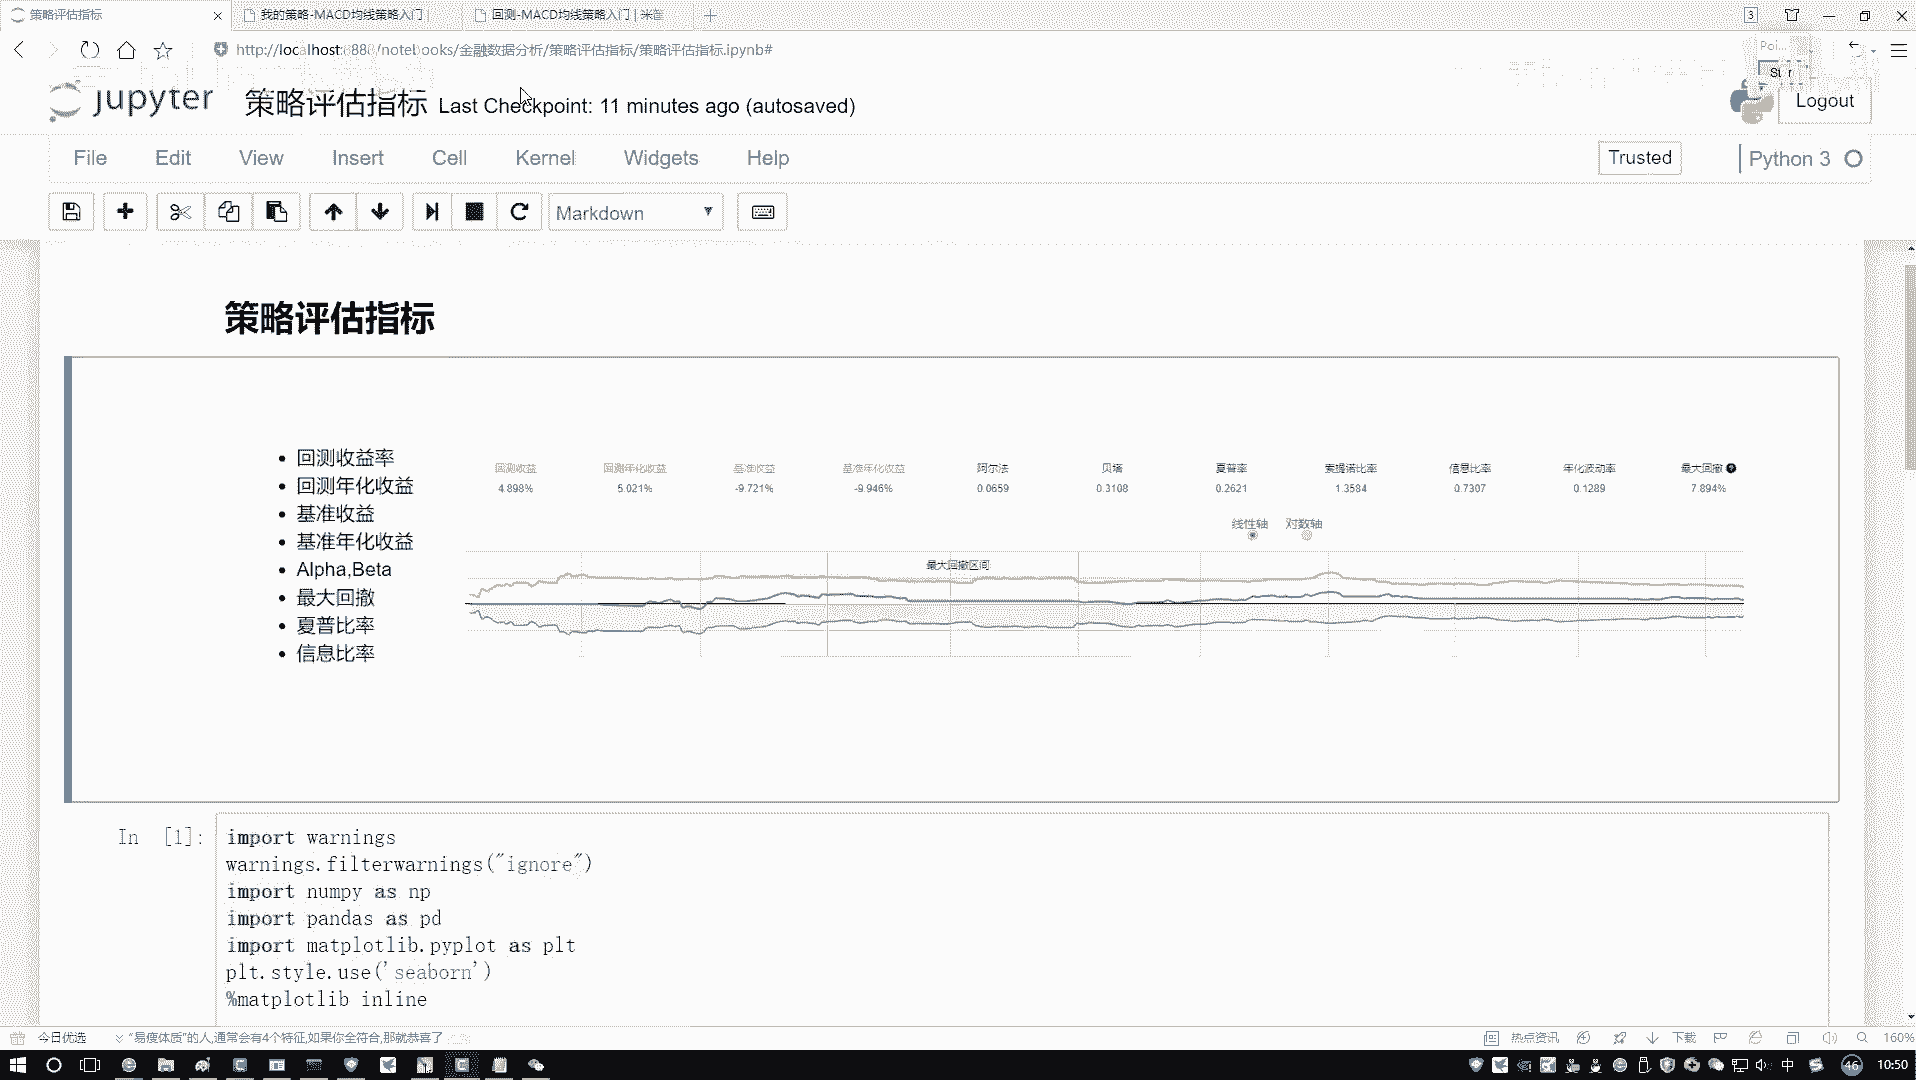 策略评估指标
我的策略-MACD均线策略入门 |
回测-MACD均线策略入门 | 米筐
3
http://localhost:888/notebooks/金融数据分析/策略评估指标/策略评估指标.ipynb#
jupyter 策略评估指标 Last Checkpoint: 11 minutes ago (autosaved)
Logout
File Edit View Insert Cell Kernel Widgets Help
Trusted Python 3
Markdown
策略评估指标
回测收益率
回测年化收益
基准收益
基准年化收益
Alpha,Beta
最大回撤
夏普比率
信息比率
回测收益 回测年化收益 基准收益 基准年化收益 阿尔法 贝塔 夏普率 索提诺比率 信息比率 年化波动率 最大回撤
4.898% 5.021% -9.721% -9.946% 0.0659 0.3108 0.2621 1.3584 0.7307 0.1289 7.894%
线性轴 对数轴
最大回撤区间
In [1]:
import warnings
warnings.filterwarnings("ignore")
import numpy as np
import pandas as pd
import matplotlib.pyplot as plt
plt.style.use('seaborn')
%matplotlib inline
今日优选 "易瘦体质"的人,通常会有4个特征,如果你全符合,那就恭喜了
热点资讯 下载 160%
中 46 10:50